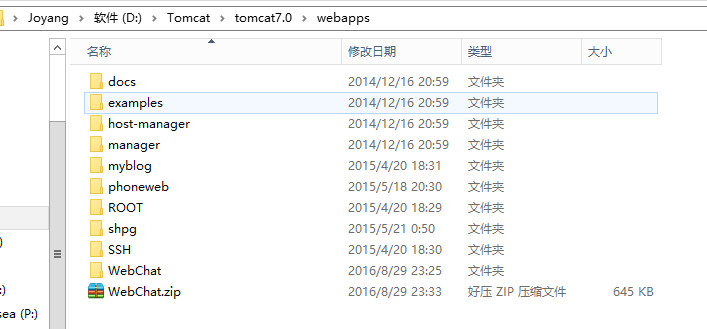 Joyang > 软件 (D:) > Tomcat > tomcat7.0 > webapps
名称 修改日期 类型 大小
docs 2014/12/16 20:59 文件夹
examples 2014/12/16 20:59 文件夹
host-manager 2014/12/16 20:59 文件夹
manager 2014/12/16 20:59 文件夹
myblog 2015/4/20 18:31 文件夹
phoneweb 2015/5/18 20:30 文件夹
ROOT 2015/4/20 18:29 文件夹
shpg 2015/5/21 0:50 文件夹
SSH 2015/4/20 18:30 文件夹
WebChat 2016/8/29 23:25 文件夹
WebChat.zip 2016/8/29 23:33 好压 ZIP 压缩文件 645 KB
)
:)
sea (P:)